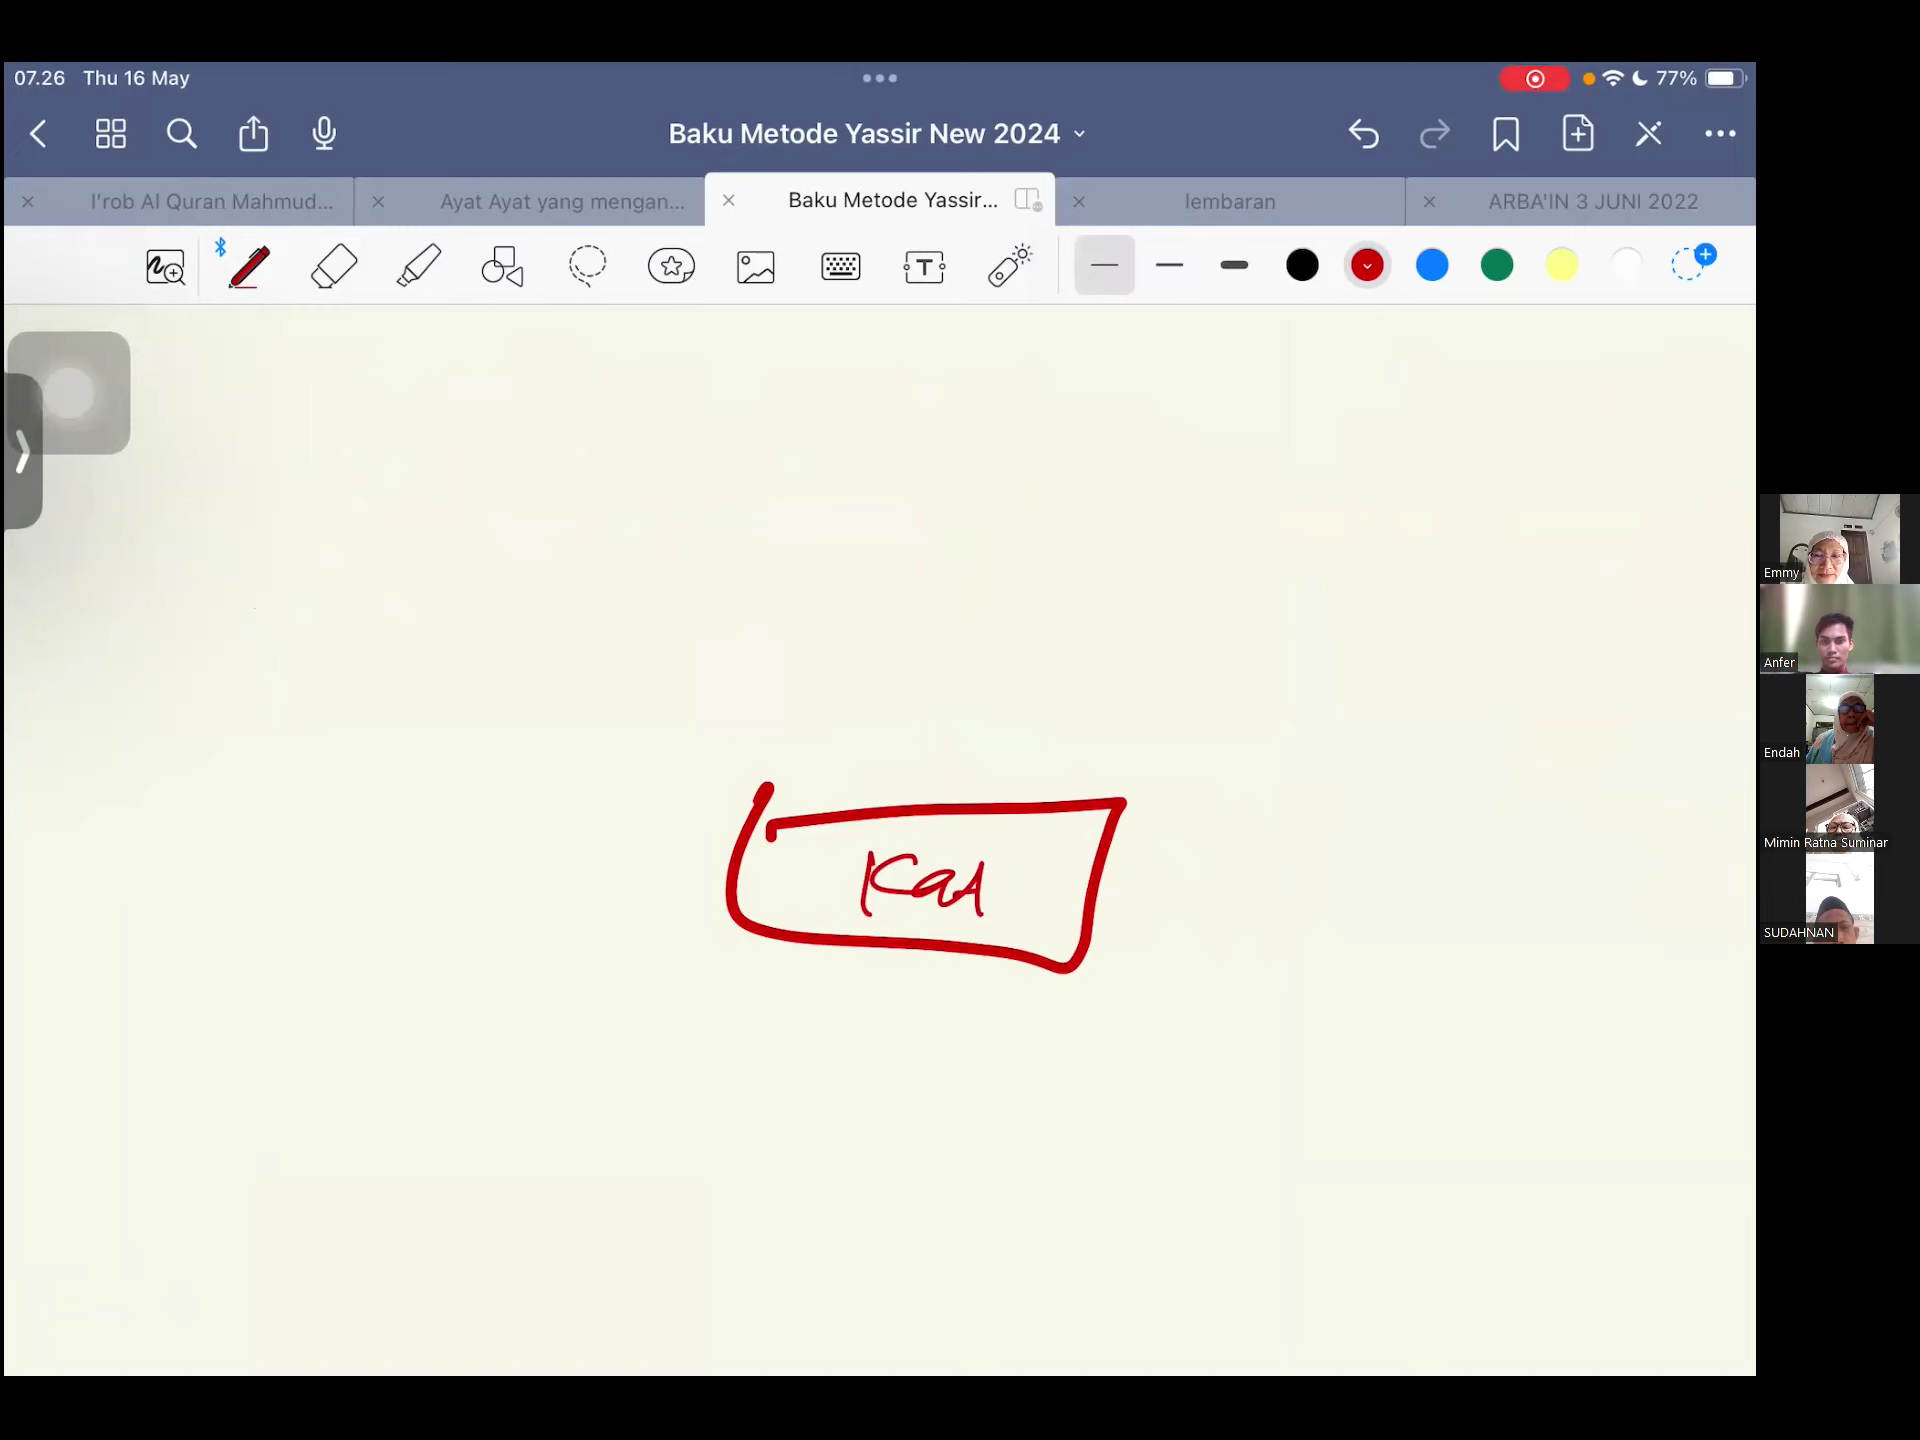 07.26 Thu 16 May
77%
Baku Metode Yassir New 2024
I'rob Al Quran Mahmud...
Ayat Ayat yang mengan...
Baku Metode Yassir...
lembaran
ARBA'IN 3 JUNI 2022
T
Emmy
Anfer
Endah
Mimin Ratna Suminar
SUDAHNAN